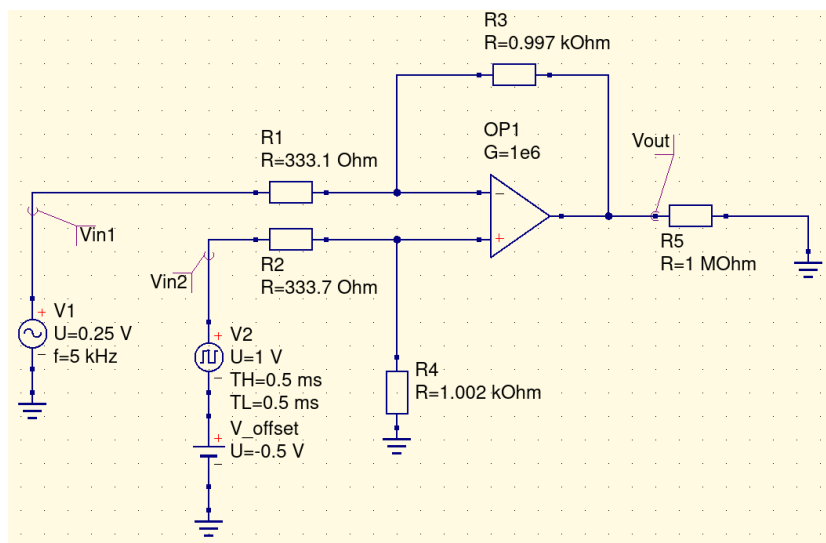 R3
R=0.997 kOhm
OP1
G=1e6
R1
R=333.1 Ohm
Vout
−
+
R2
R=333.7 Ohm
R5
R=1 MOhm
Vin1
Vin2
+
V1
U=0.25 V
−
f=5 kHz
+
V2
U=1 V
−
TH=0.5 ms
TL=0.5 ms
R4
R=1.002 kOhm
+
V_offset
U=-0.5 V
−